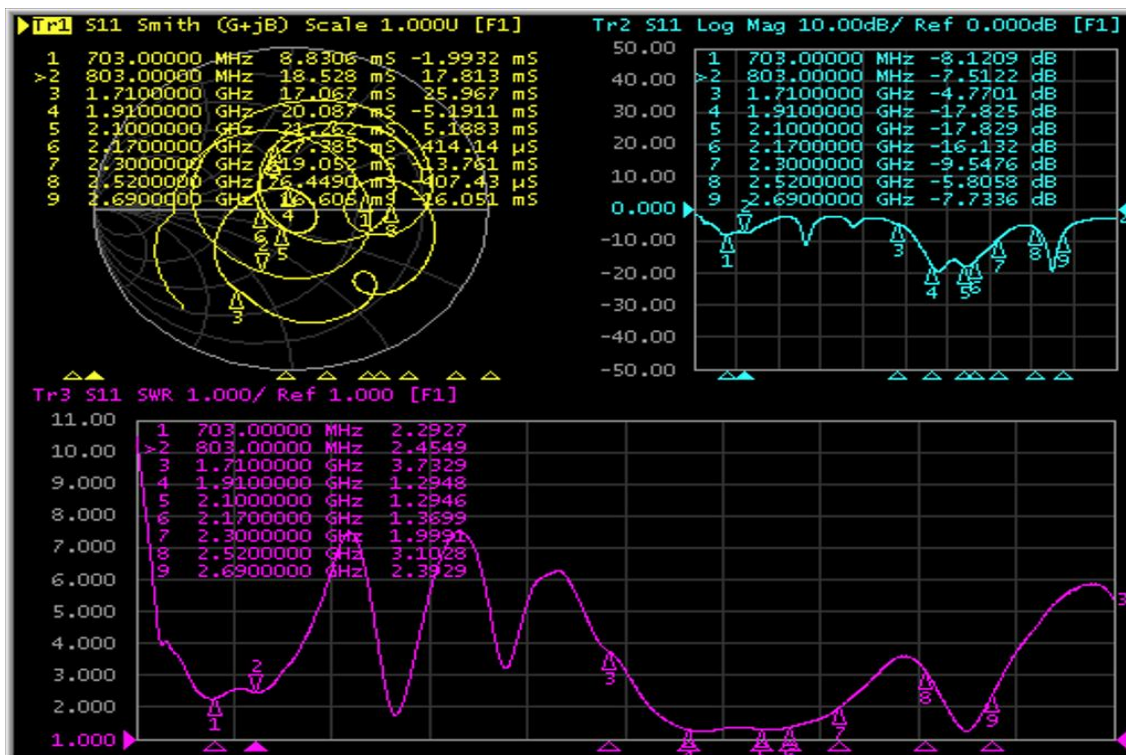 Tr1 S11 Smith (G+jB) Scale 1.000U [F1]
1 703.00000 MHz 8.8306 mS -1.9932 mS
>2 803.00000 MHz 18.528 mS 17.813 mS
3 1.7100000 GHz 17.067 mS 25.967 mS
4 1.9100000 GHz 20.087 mS -5.1911 mS
5 2.1000000 GHz mS 5.1883 mS
6 2.1700000 GHz mS 414.14 µS
7 2.3000000 GHz 19.052 mS -13.761 mS
8 2.5200000 GHz 6.4490 mS -407.43 µS
9 2.6900000 GHz mS
Tr2 S11 Log Mag 10.00dB/ Ref 0.000dB [F1]
50.00
40.00
30.00
20.00
10.00
0.000
-10.00
-20.00
-30.00
-40.00
-50.00
1 703.00000 MHz -8.1209 dB
>2 803.00000 MHz -7.5122 dB
3 1.7100000 GHz -4.7701 dB
4 1.9100000 GHz -17.825 dB
5 2.1000000 GHz -17.829 dB
6 2.1700000 GHz -16.132 dB
7 2.3000000 GHz -9.5476 dB
8 2.5200000 GHz -5.8058 dB
9 2.6900000 GHz -7.7336 dB
Tr3 S11 SWR 1.000/ Ref 1.000 [F1]
11.00
10.00
9.000
8.000
7.000
6.000
5.000
4.000
3.000
2.000
1.000
1 703.00000 MHz 2.2927
>2 803.00000 MHz 2.4549
3 1.7100000 GHz 3.7329
4 1.9100000 GHz 1.2948
5 2.1000000 GHz 1.2946
6 2.1700000 GHz 1.3699
7 2.3000000 GHz 1.9991
8 2.5200000 GHz 3.1028
9 2.6900000 GHz 2.3929